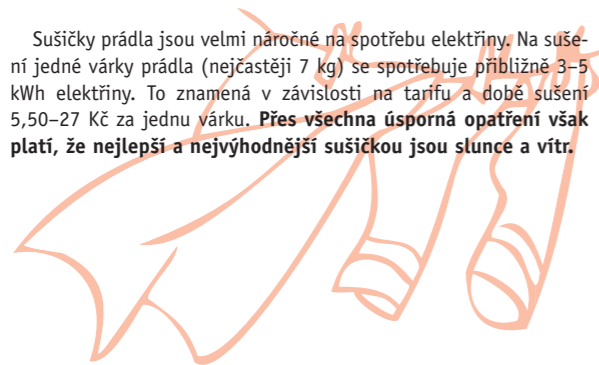 Sušičky prádla jsou velmi náročné na spotřebu elektřiny. Na suše-
ní jedné várky prádla (nejčastěji 7 kg) se spotřebuje přibližně 3–5
kWh elektřiny. To znamená v závislosti na tarifu a době sušení
5,50–27 Kč za jednu várku. Přes všechna úsporná opatření však
platí, že nejlepší a nejvýhodnější sušičkou jsou slunce a vítr.